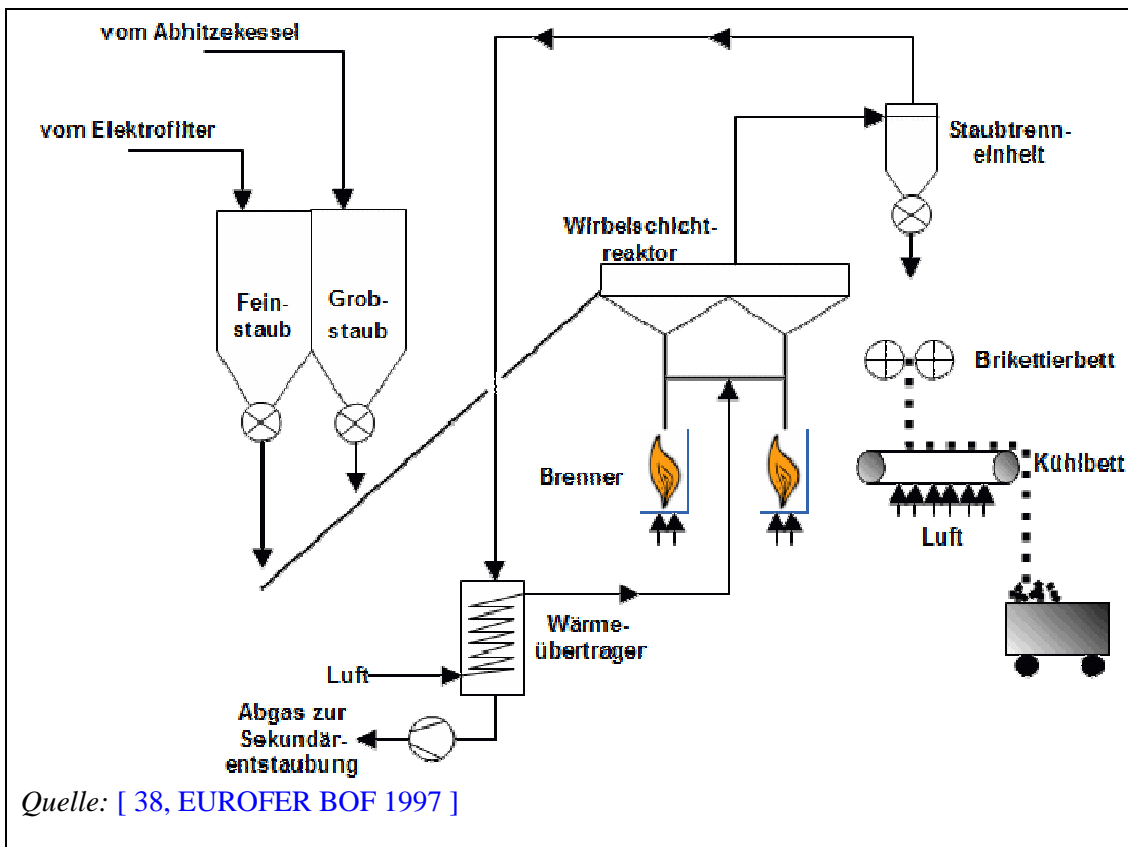 vom Abhitzekessel
vom Elektrofilter
Staubtrenn-
einheit
Wirbelschicht-
reaktor
Fein-
staub
Grob-
staub
Brikettierbett
Brenner
Kühlbett
Luft
Wärme-
übertrager
Luft
Abgas zur
Sekundär-
entstaubung
Quelle: [ 38, EUROFER BOF 1997 ]